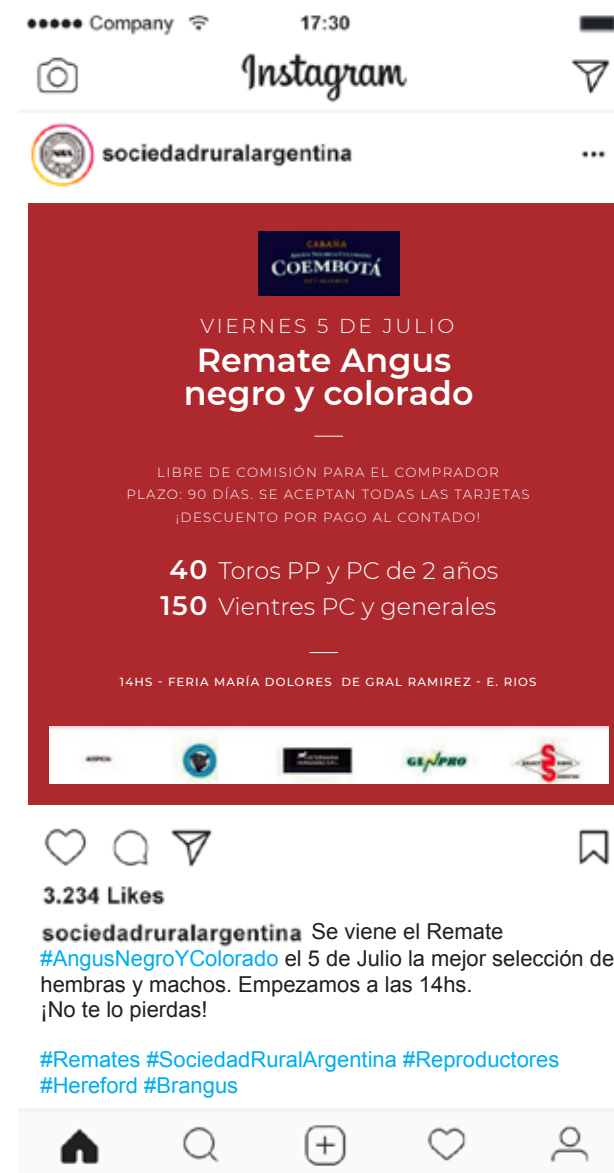 Company
17:30
Instagram
sociedadruralargentina
CABAÑA
COEMBOTÁ
VIERNES 5 DE JULIO
Remate Angus
negro y colorado
LIBRE DE COMISIÓN PARA EL COMPRADOR
PLAZO: 90 DÍAS. SE ACEPTAN TODAS LAS TARJETAS
¡DESCUENTO POR PAGO AL CONTADO!
40 Toros PP y PC de 2 años
150 Vientres PC y generales
14HS - FERIA MARÍA DOLORES DE GRAL RAMIREZ - E. RIOS
GENPRO
3.234 Likes
sociedadruralargentina Se viene el Remate
#AngusNegroYColorado el 5 de Julio la mejor selección de
hembras y machos. Empezamos a las 14hs.
¡No te lo pierdas!
#Remates #SociedadRuralArgentina #Reproductores
#Hereford #Brangus